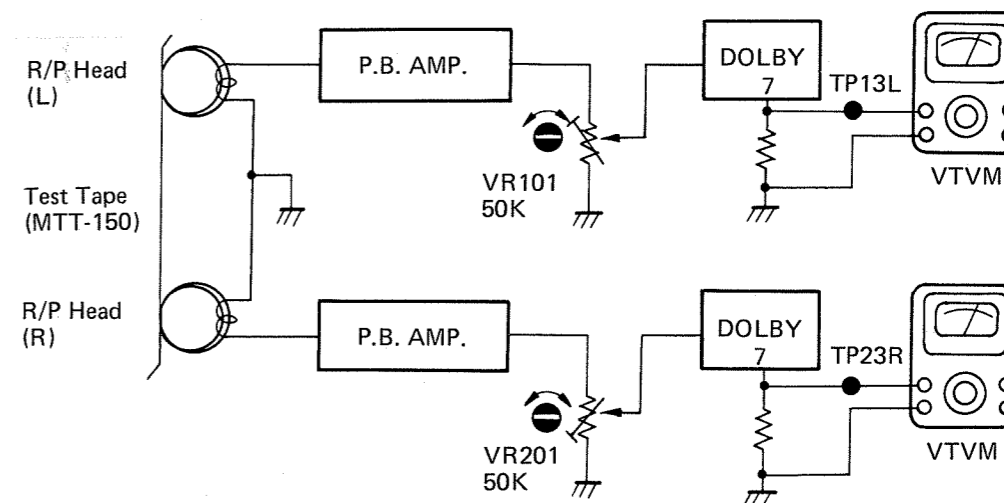 R/P Head
(L)
P.B. AMP.
DOLBY
7
TP13L
VTVM
VR101
50K
Test Tape
(MTT-150)
R/P Head
(R)
P.B. AMP.
DOLBY
7
TP23R
VTVM
VR201
50K